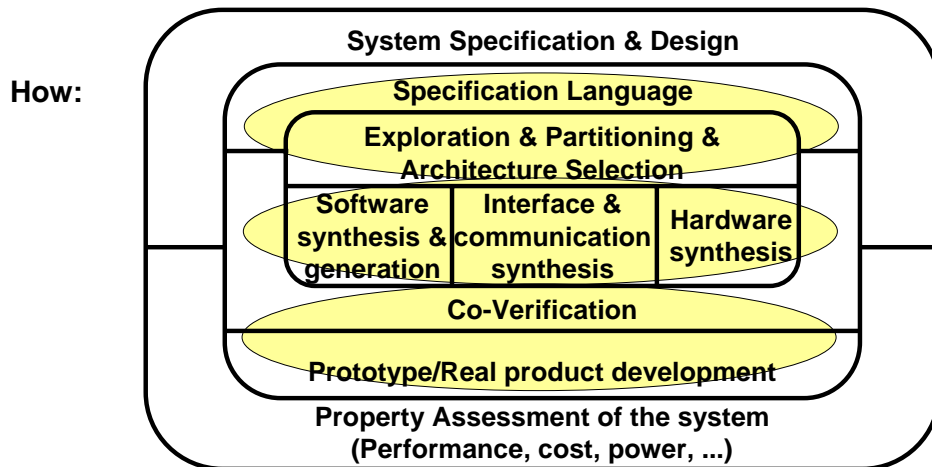 System Specification & Design
How:
Specification Language
Exploration & Partitioning &
Architecture Selection
Software
synthesis &
generation
Interface &
communication
synthesis
Hardware
synthesis
Co-Verification
Prototype/Real product development
Property Assessment of the system
(Performance, cost, power, ...)